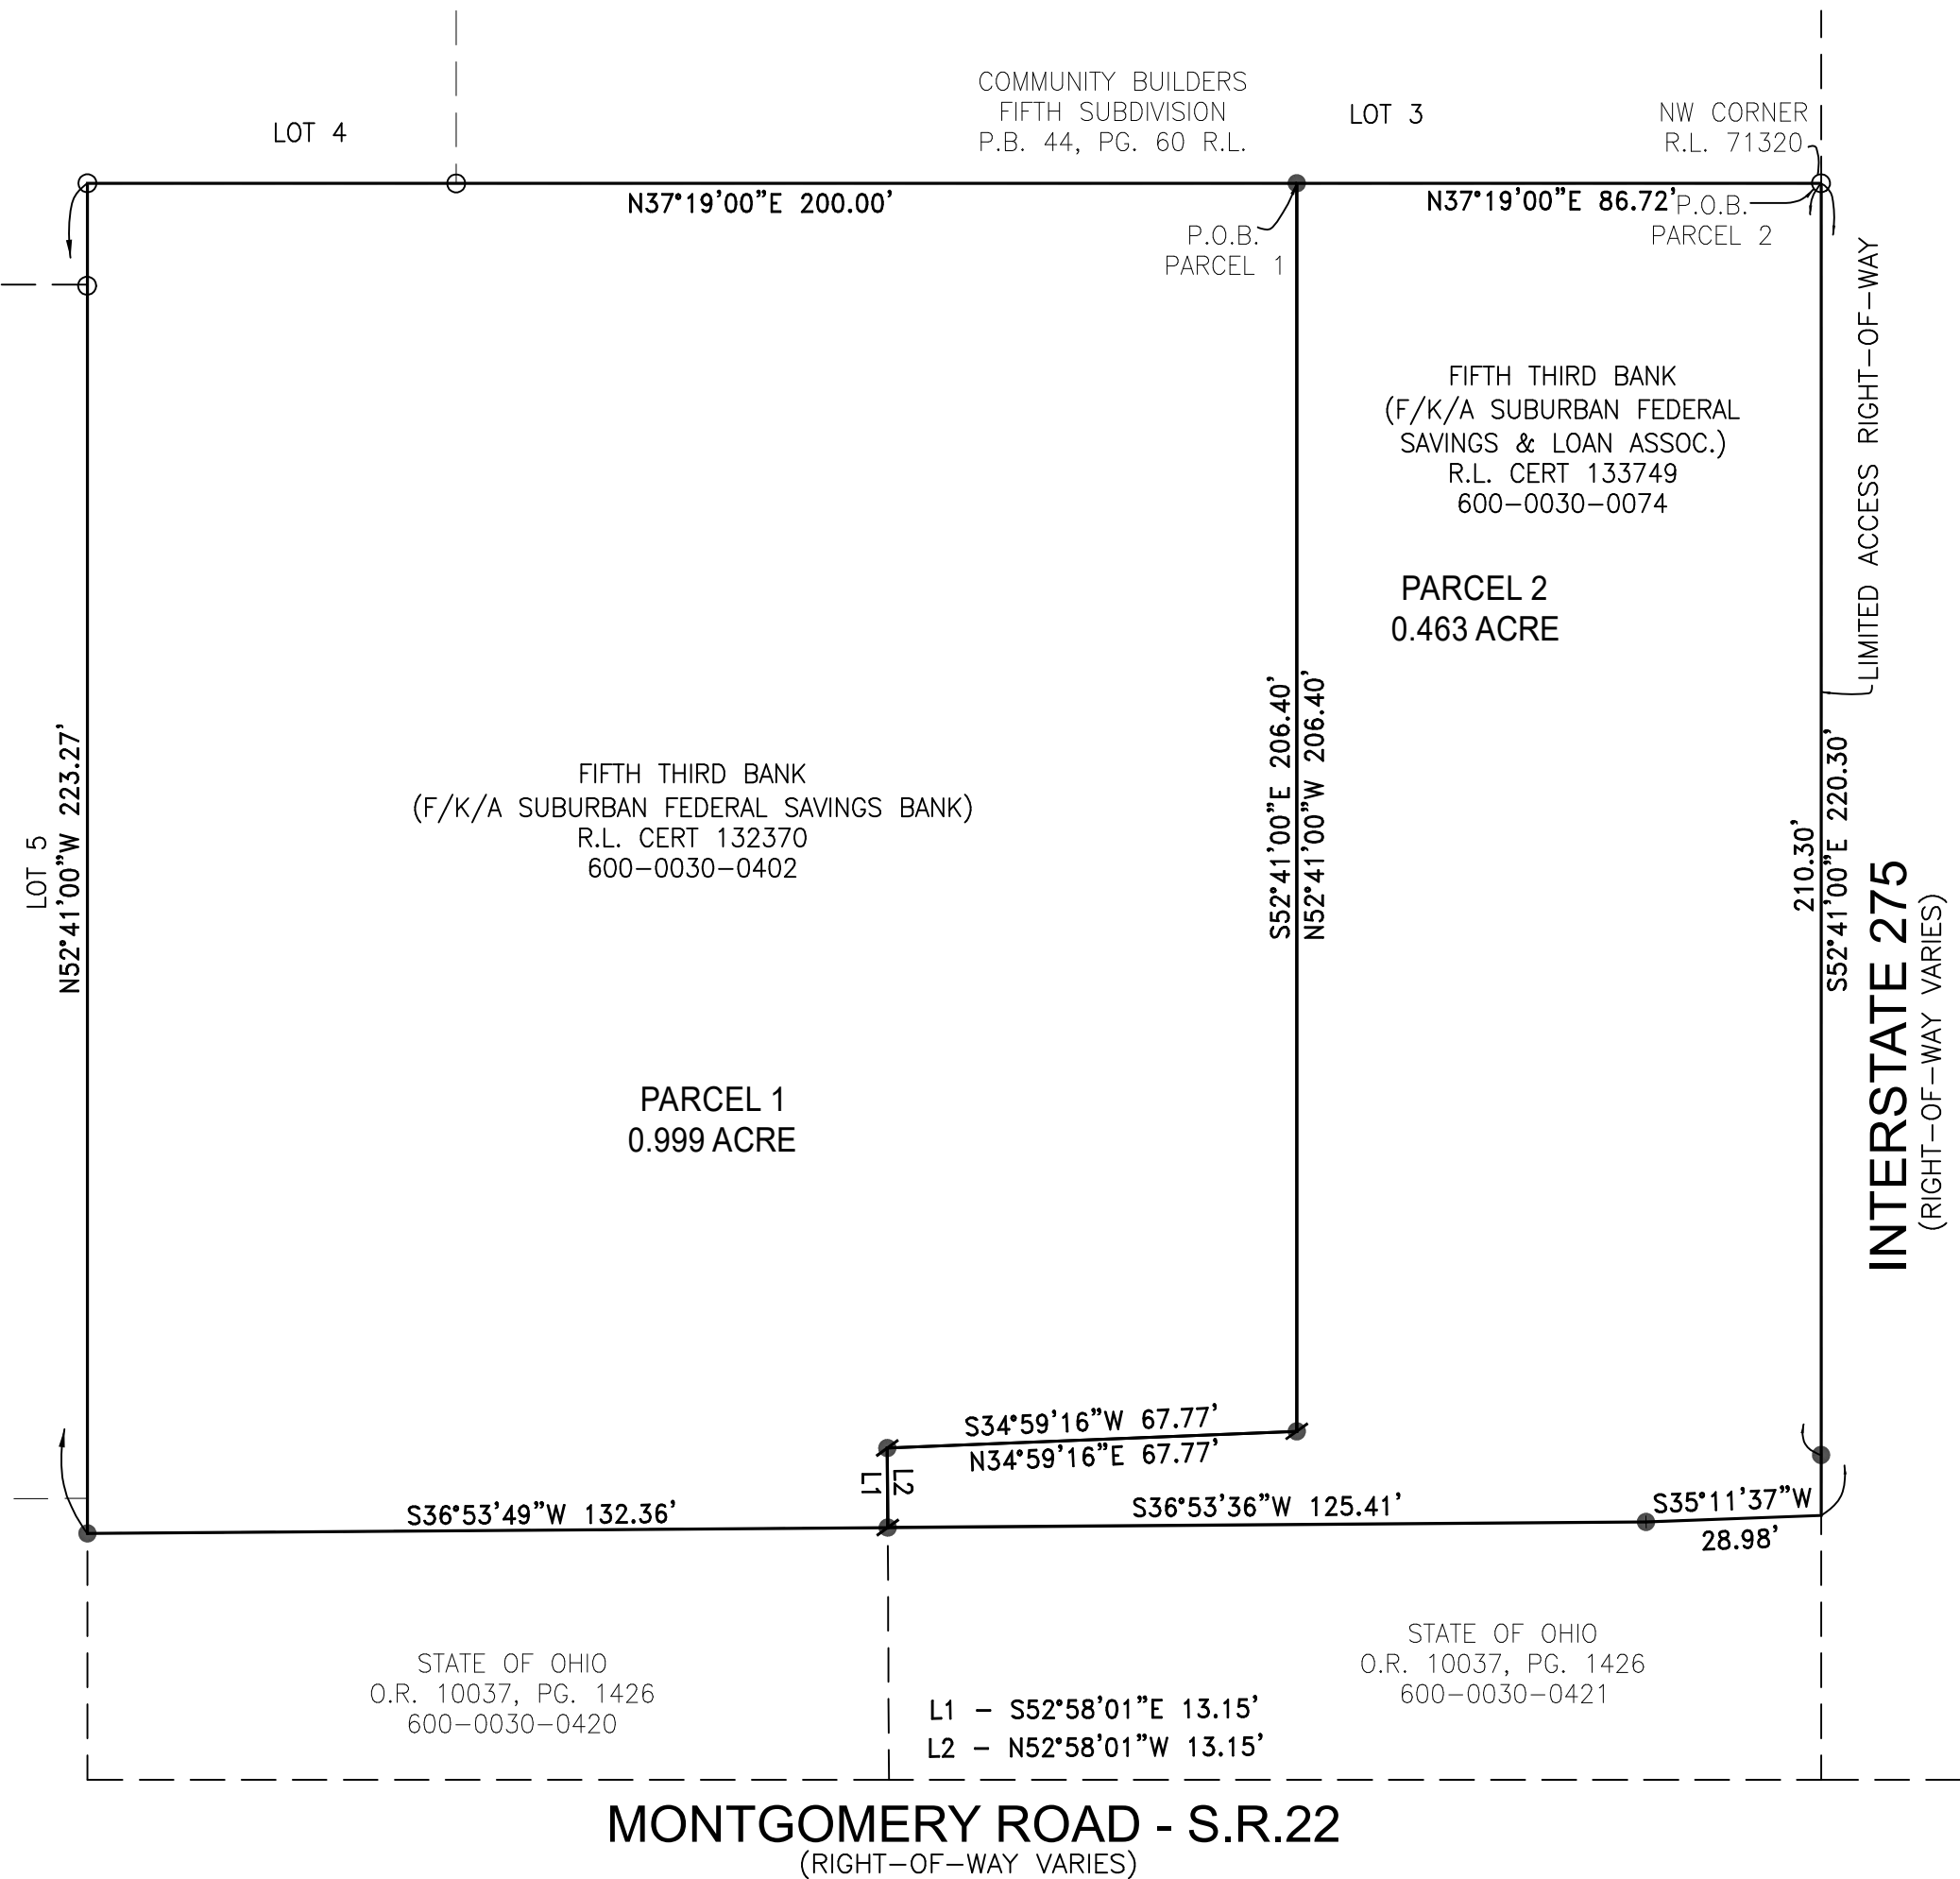 COMMUNITY BUILDERS
FIFTH SUBDIVISION
P.B. 44, PG. 60 R.L.
LOT 4
LOT 3
NW CORNER
R.L. 71320
N37°19'00"E 200.00'
N37°19'00"E 86.72'
P.O.B.
PARCEL 1
P.O.B.
PARCEL 2
LIMITED ACCESS RIGHT-OF-WAY
FIFTH THIRD BANK
(F/K/A SUBURBAN FEDERAL
SAVINGS & LOAN ASSOC.)
R.L. CERT 133749
600-0030-0074
PARCEL 2
0.463 ACRE
LOT 5
N52°41'00"W 223.27'
FIFTH THIRD BANK
(F/K/A SUBURBAN FEDERAL SAVINGS BANK)
R.L. CERT 132370
600-0030-0402
S52°41'00"E 206.40'
N52°41'00"W 206.40'
210.30'
S52°41'00"E 220.30'
INTERSTATE 275
(RIGHT-OF-WAY VARIES)
PARCEL 1
0.999 ACRE
S34°59'16"W 67.77'
N34°59'16"E 67.77'
L1
L2
S36°53'49"W 132.36'
S36°53'36"W 125.41'
S35°11'37"W
28.98'
STATE OF OHIO
O.R. 10037, PG. 1426
600-0030-0420
STATE OF OHIO
O.R. 10037, PG. 1426
600-0030-0421
L1 - S52°58'01"E 13.15'
L2 - N52°58'01"W 13.15'
MONTGOMERY ROAD - S.R.22
(RIGHT-OF-WAY VARIES)